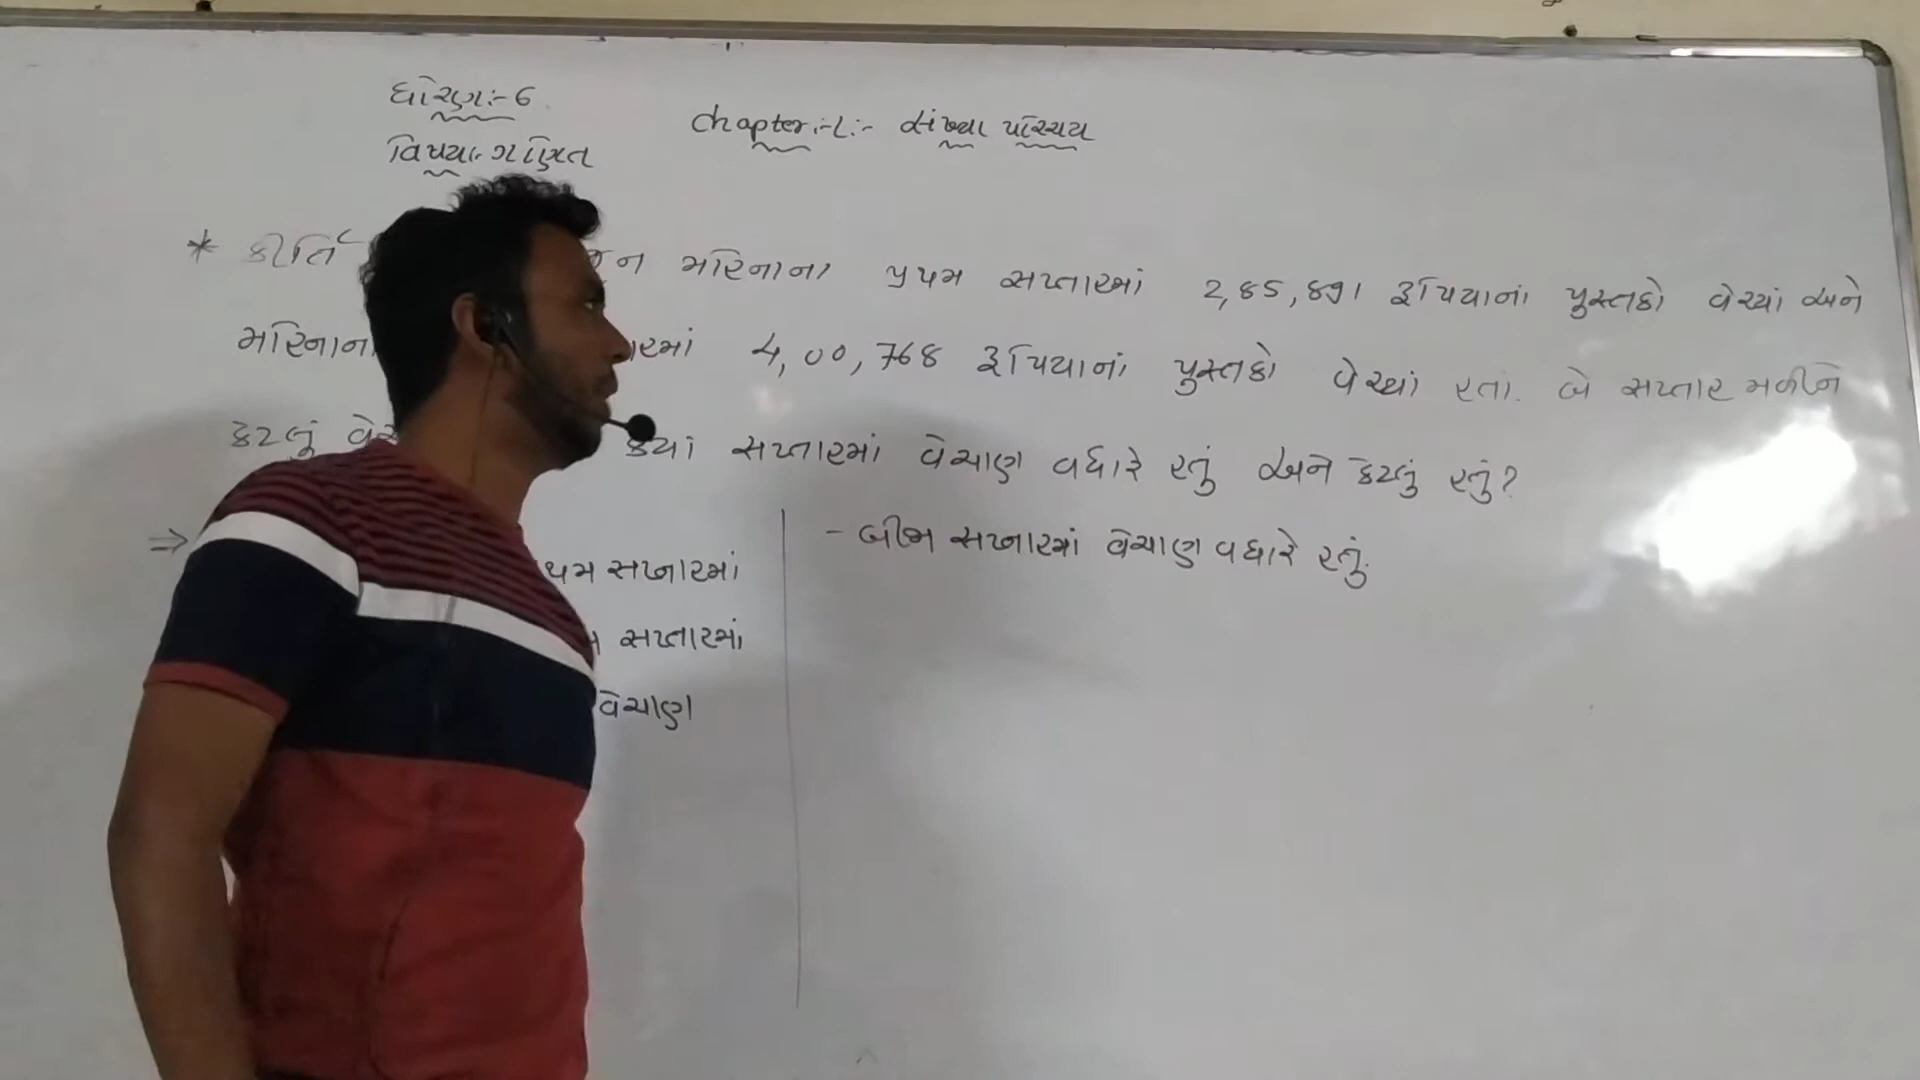 ધોરણ:- 6
વિષય:- ગણિત
chapter:-1:- સંખ્યા પરિચય
* કીર્તિ જૂન મહિનાના પ્રથમ સપ્તાહમાં 2,85,891 રૂપિયાનાં પુસ્તકો વેચ્યાં અને
મહિનાના 4,00,768 રૂપિયાનાં પુસ્તકો વેચ્યાં હતાં. બે સપ્તાહ મળીને
કેટલું કયાં સપ્તાહમાં વેચાણ વધારે હતું અને કેટલું હતું?
⇒ સપ્તાહમાં
સપ્તાહમાં
વેચાણ
- બીજા સપ્તાહમાં વેચાણ વધારે હતું.